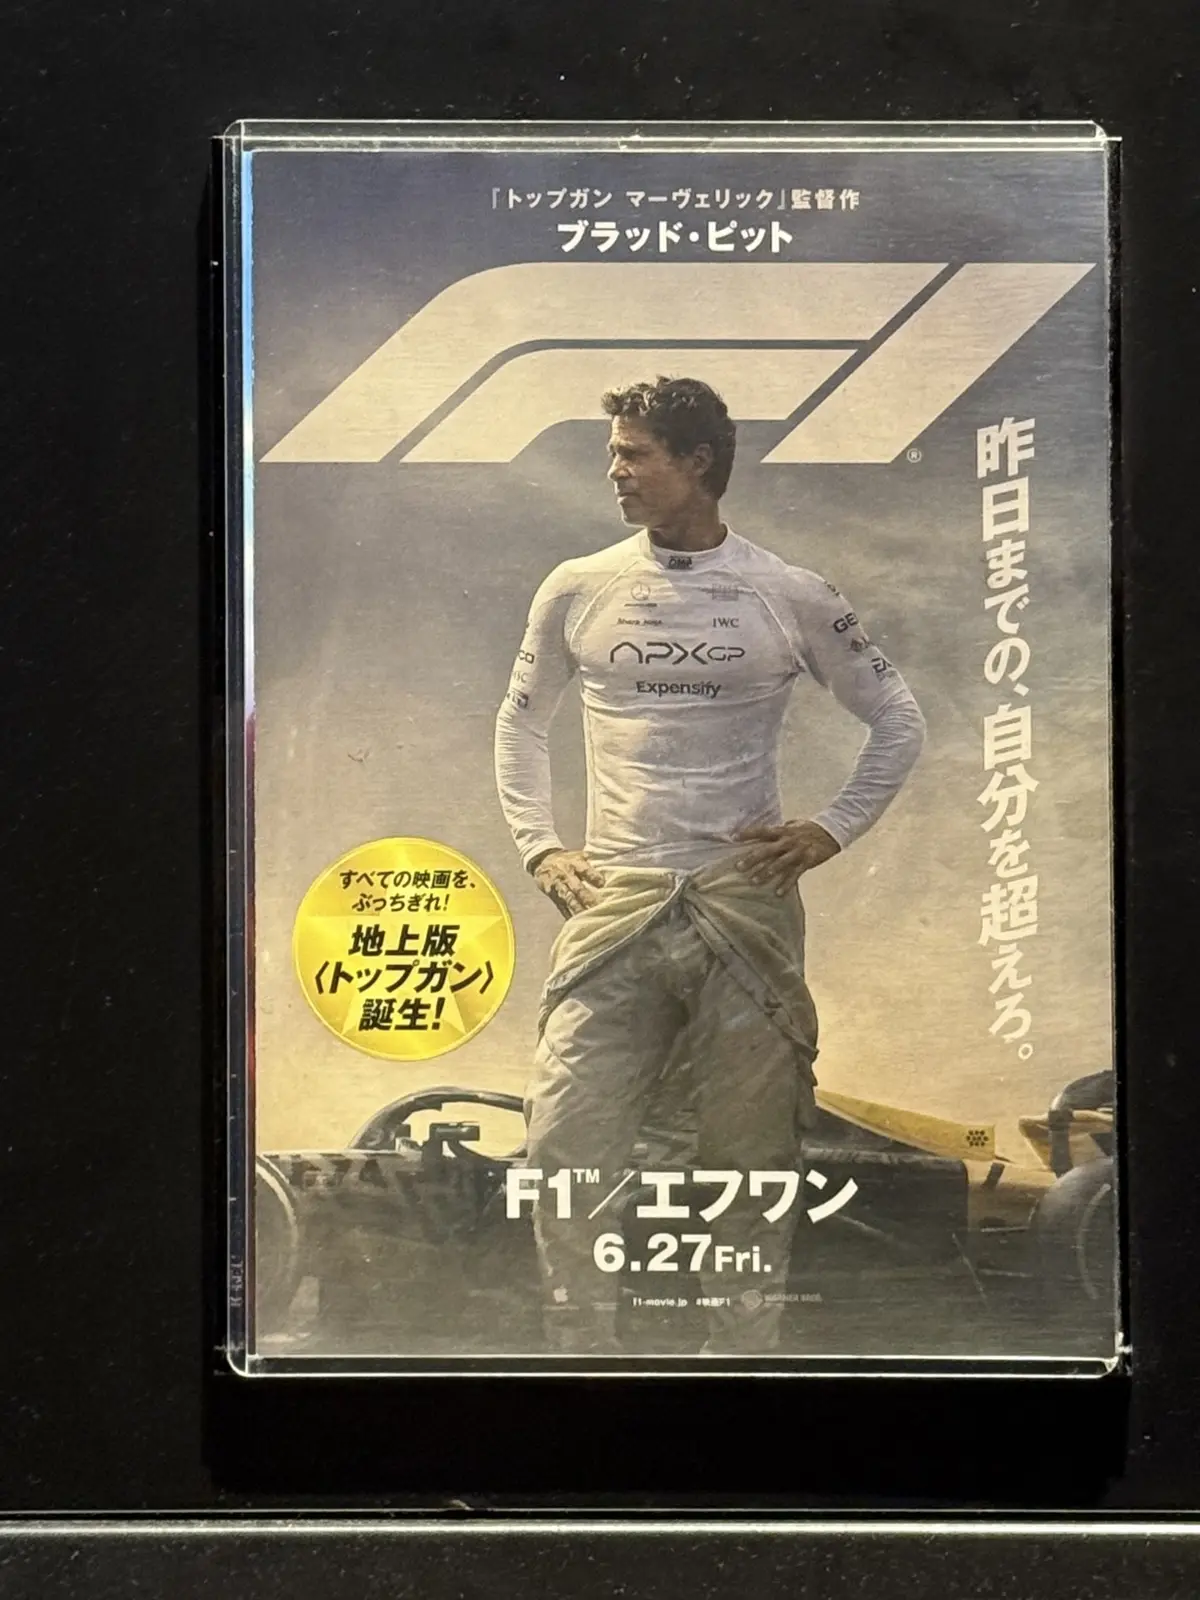 『トップガン マーヴェリック』監督作
ブラッド・ピット
F1®
昨日までの、自分を超えろ。
IWC
APXGP
Expensify
すべての映画を、
ぶっちぎれ!
地上版
〈トップガン〉
誕生!
F1™/エフワン
6.27Fri.
f1-movie.jp #映画F1 WARNER BROS.